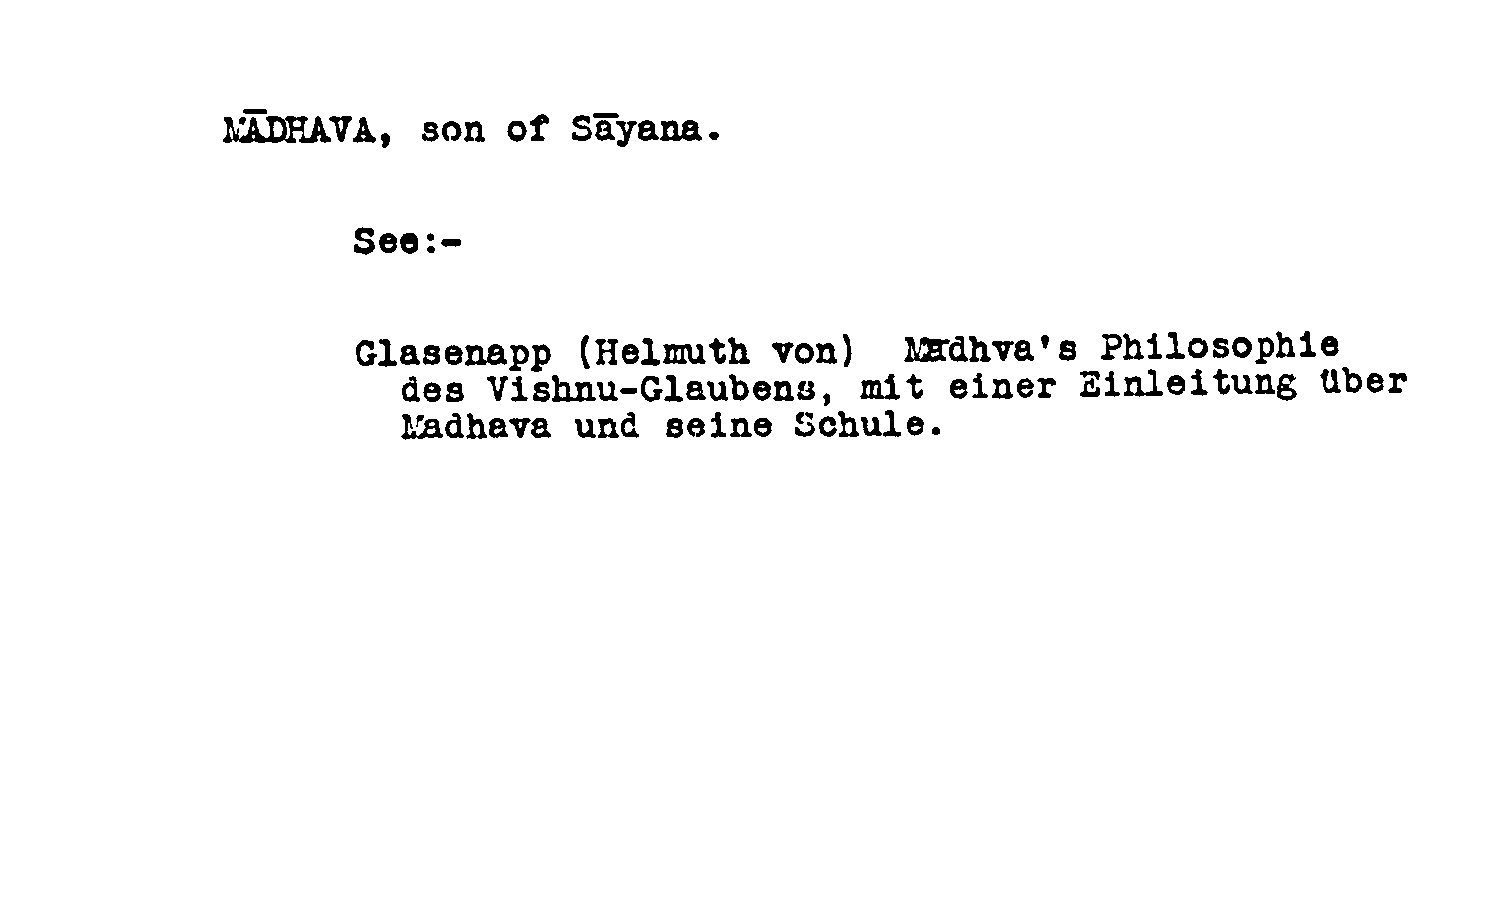 MĀDHAVA, son of Sāyana.
See:-
Glasenapp (Helmuth von) Madhva's Philosophie
des Vishnu-Glaubens, mit einer Einleitung über
Madhava und seine Schule.